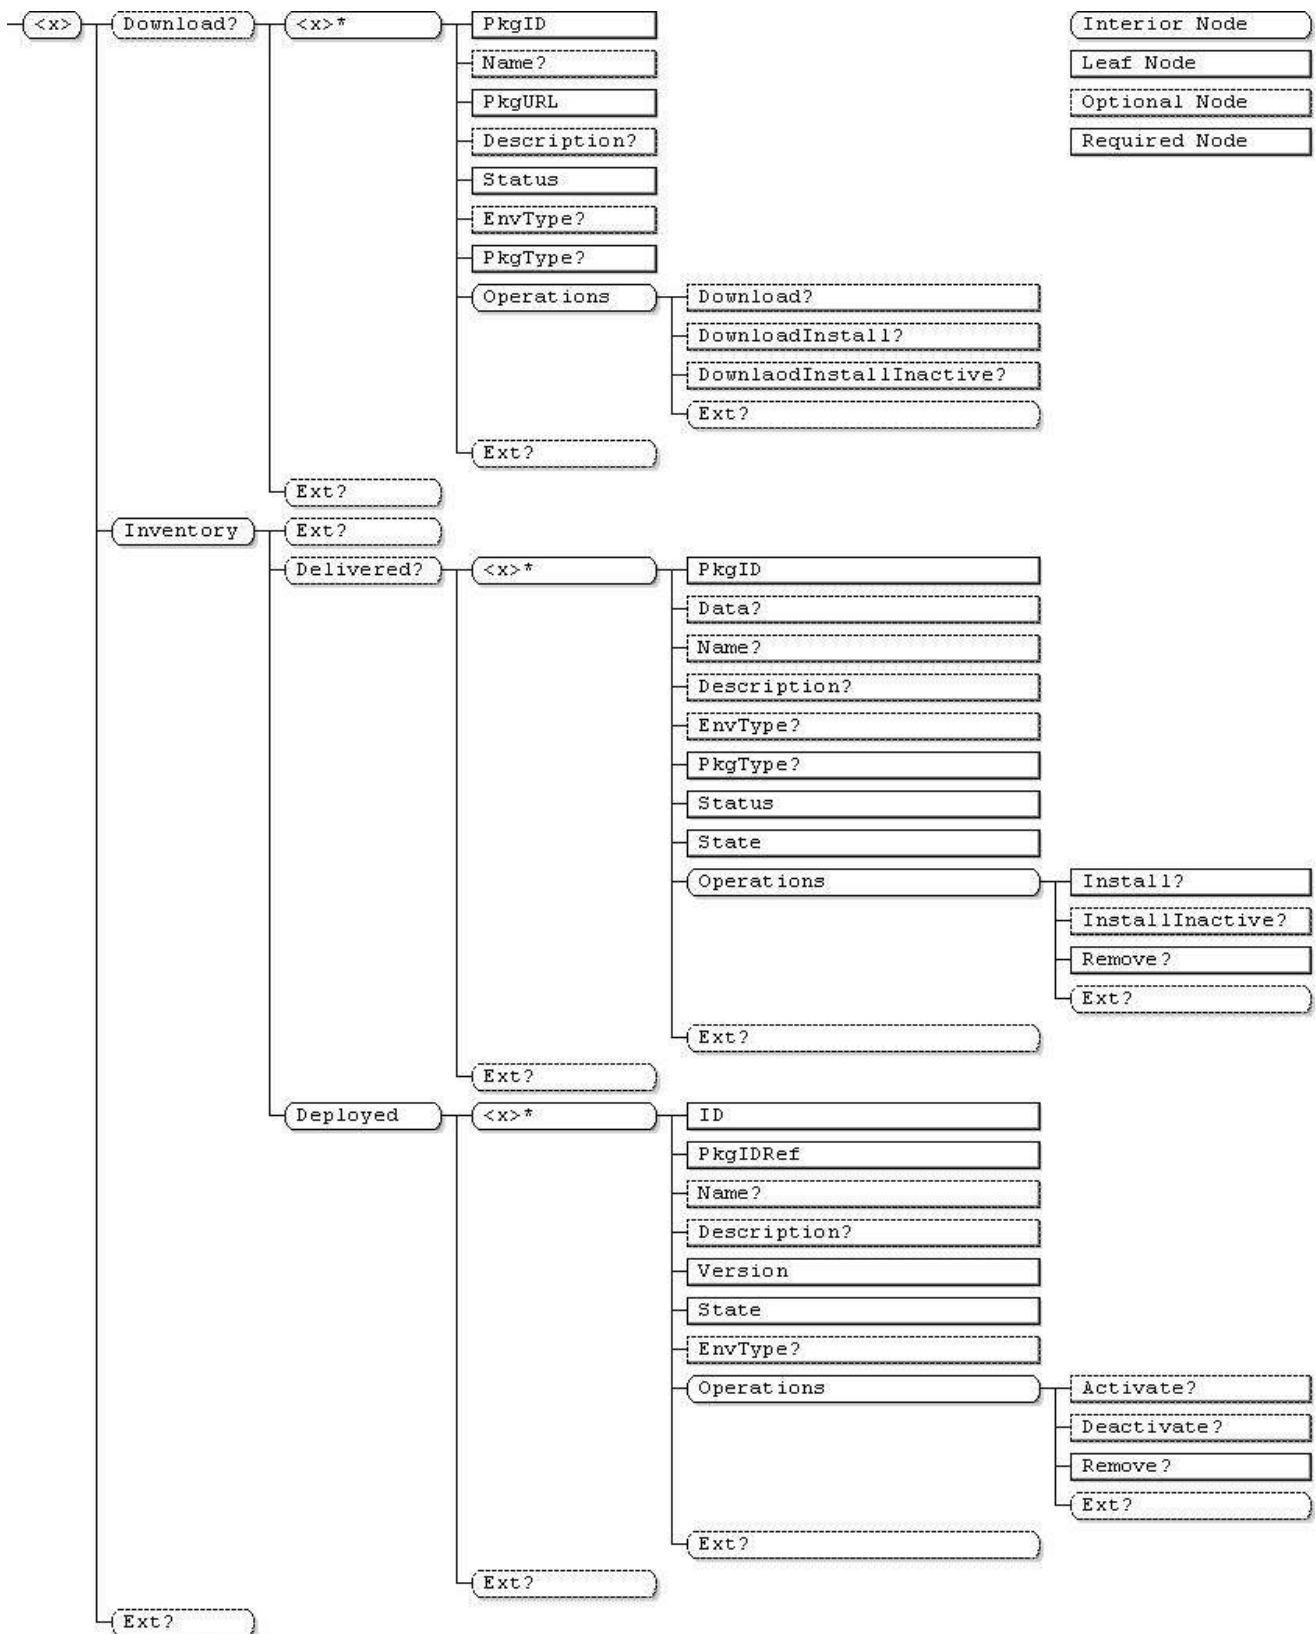 <x> Download? <x>* PkgID Interior Node
Name? Leaf Node
PkgURL Optional Node
Description? Required Node
Status
EnvType?
PkgType?
Operations Download?
DownloadInstall?
DownlaodInstallInactive?
Ext?
Ext?
Ext?
Inventory Ext?
Delivered? <x>* PkgID
Data?
Name?
Description?
EnvType?
PkgType?
Status
State
Operations Install?
InstallInactive?
Remove?
Ext?
Ext?
Ext?
Deployed <x>* ID
PkgIDRef
Name?
Description?
Version
State
EnvType?
Operations Activate?
Deactivate?
Remove?
Ext?
Ext?
Ext?
Ext?